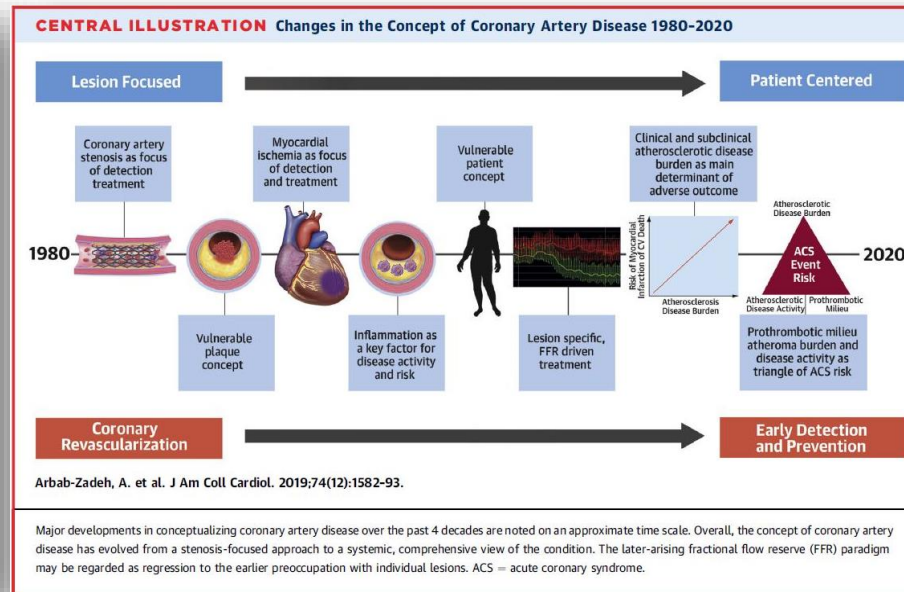 CENTRAL ILLUSTRATION Changes in the Concept of Coronary Artery Disease 1980-2020
Lesion Focused
Patient Centered
Coronary artery
stenosis as focus
of detection
treatment
Myocardial
ischemia as focus
of detection
and treatment
Vulnerable
patient
concept
Clinical and subclinical
atherosclerotic disease
burden as main
determinant of
adverse outcome
1980
Risk of Myocardial
Infarction of CV Death
Atherosclerosis
Disease Burden
Atherosclerotic
Disease Burden
ACS
Event
Risk
Atherosclerotic
Disease Activity
Prothrombotic
Milieu
2020
Vulnerable
plaque
concept
Inflammation as
a key factor for
disease activity
and risk
Lesion specific,
FFR driven
treatment
Prothrombotic milieu
atheroma burden and
disease activity as
triangle of ACS risk
Coronary
Revascularization
Early Detection
and Prevention
Arbab-Zadeh, A. et al. J Am Coll Cardiol. 2019;74(12):1582-93.
Major developments in conceptualizing coronary artery disease over the past 4 decades are noted on an approximate time scale. Overall, the concept of coronary artery
disease has evolved from a stenosis-focused approach to a systemic, comprehensive view of the condition. The later-arising fractional flow reserve (FFR) paradigm
may be regarded as regression to the earlier preoccupation with individual lesions. ACS = acute coronary syndrome.